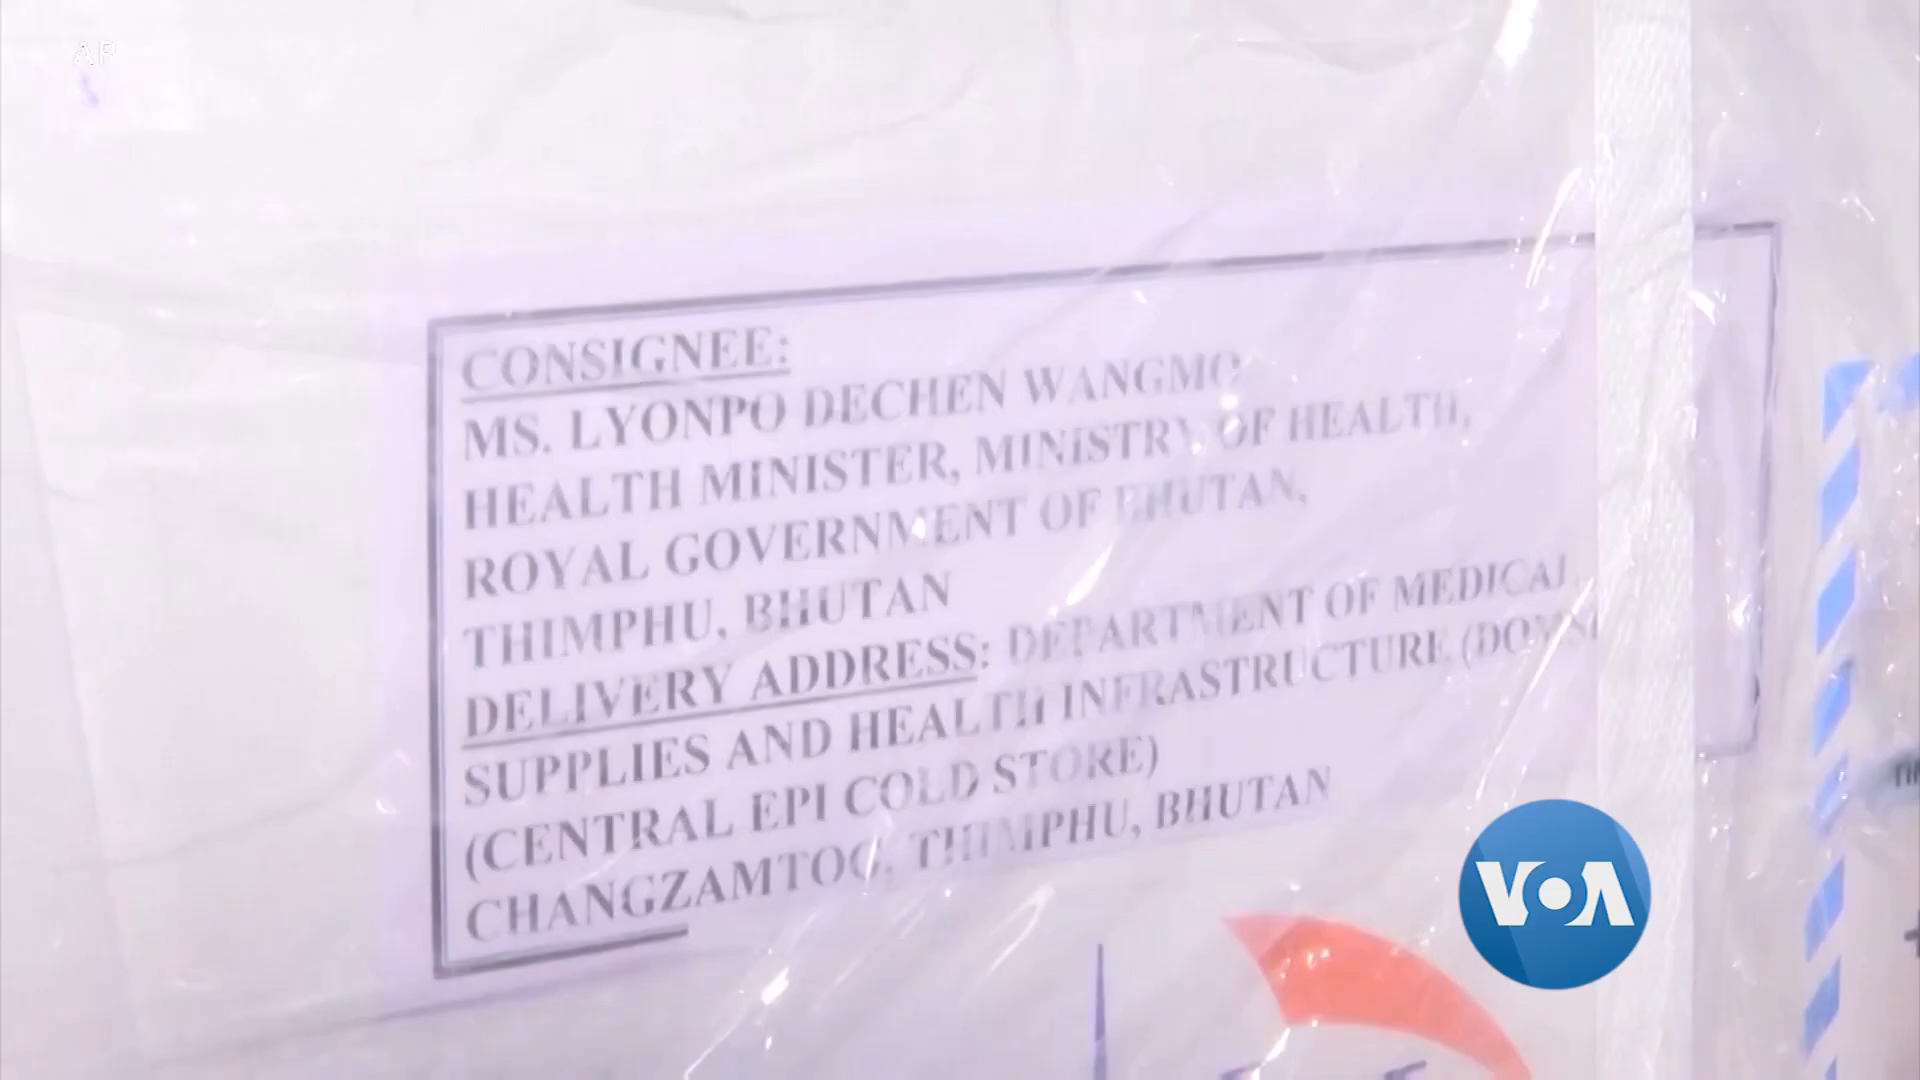 AP
CONSIGNEE:
MS. LYONPO DECHEN WANGMO
HEALTH MINISTER, MINISTRY OF HEALTH,
ROYAL GOVERNMENT OF BHUTAN,
THIMPHU, BHUTAN
DELIVERY ADDRESS: DEPARTMENT OF MEDICAL
SUPPLIES AND HEALTH INFRASTRUCTURE
(CENTRAL EPI COLD STORE)
CHANGZAMTOG, THIMPHU, BHUTAN
VOA